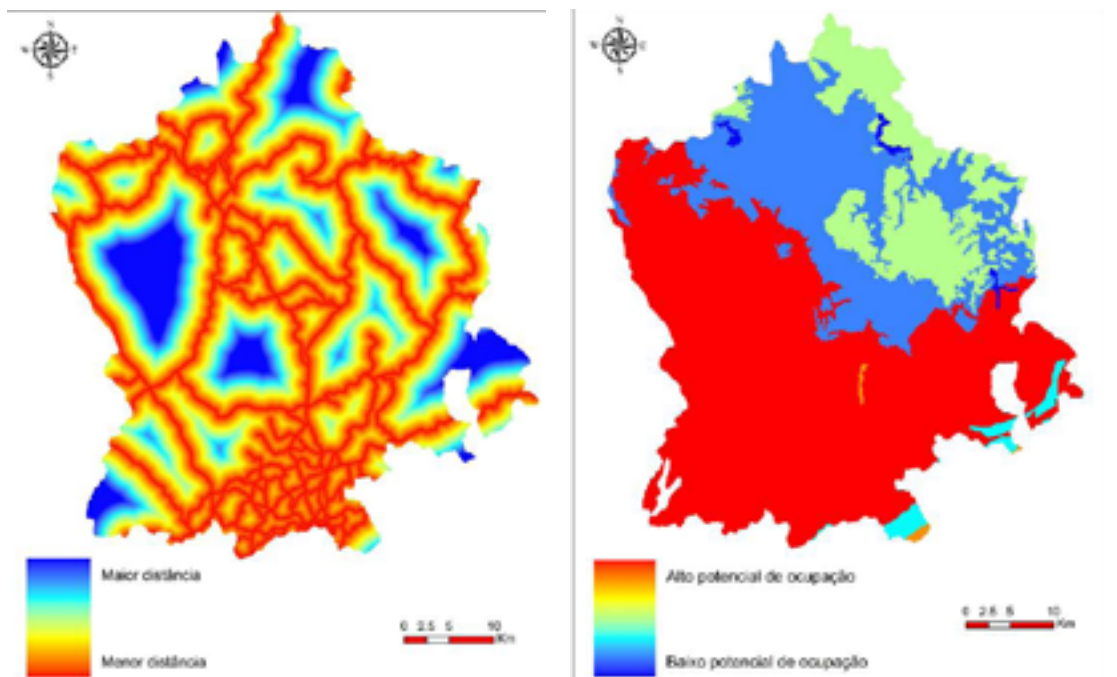 N
S
Maior distância
Menor distância
0 2.5 5 10
Km
N
S
Alto potencial de ocupação
Baixo potencial de ocupação
0 2.5 5 10
Km